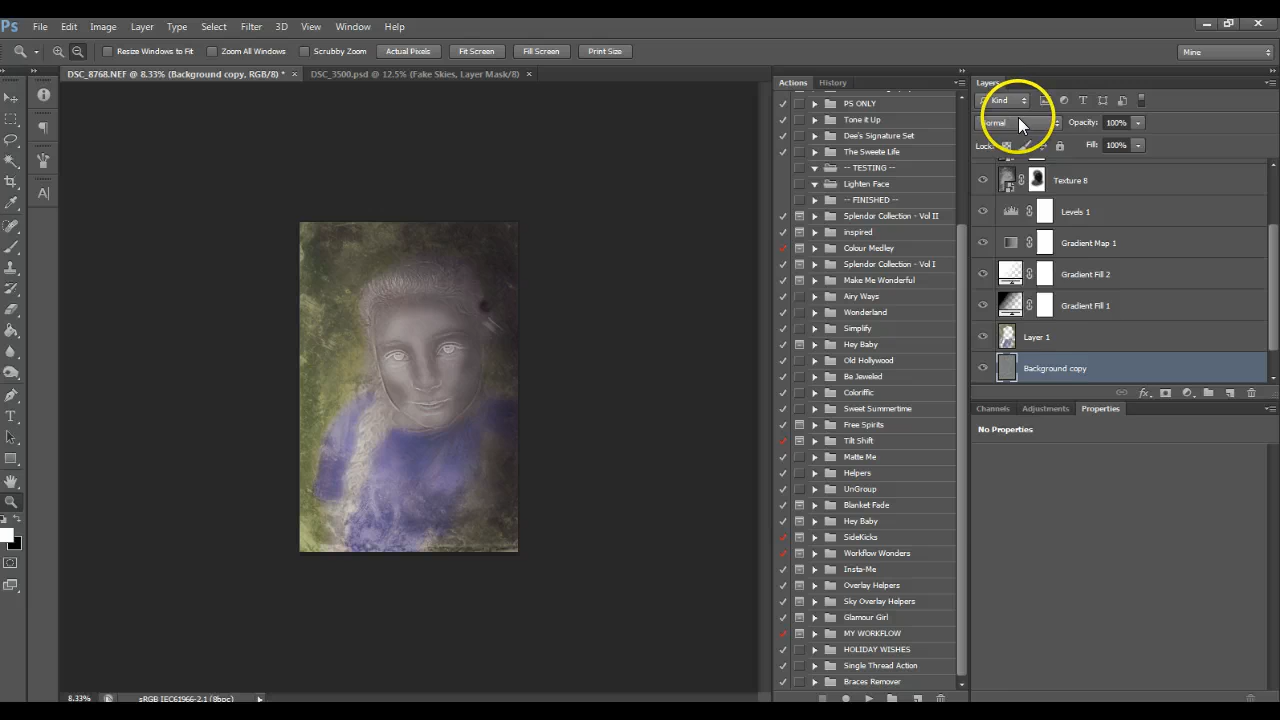 Ps File Edit Image Layer Type Select Filter 3D View Window Help
Resize Windows to Fit Zoom All Windows Scrubby Zoom Actual Pixels Fit Screen Fill Screen Print Size Mine
DSC_8768.NEF @ 8.33% (Background copy, RGB/8) * × DSC_3500.psd @ 12.5% (Fake Skies, Layer Mask/8) ×
Actions History
PS ONLY
Tone it Up
Dee's Signature Set
The Sweete Life
-- TESTING --
Lighten Face
-- FINISHED --
Splendor Collection - Vol II
inspired
Colour Medley
Splendor Collection - Vol I
Make Me Wonderful
Airy Ways
Wonderland
Simplify
Hey Baby
Old Hollywood
Be Jeweled
Coloriffic
Sweet Summertime
Free Spirits
Tilt Shift
Matte Me
Helpers
UnGroup
Blanket Fade
Hey Baby
SideKicks
Workflow Wonders
Insta-Me
Overlay Helpers
Sky Overlay Helpers
Glamour Girl
MY WORKFLOW
HOLIDAY WISHES
Single Thread Action
Braces Remover
Layers
Kind
Normal Opacity: 100%
Lock: Fill: 100%
Texture 8
Levels 1
Gradient Map 1
Gradient Fill 2
Gradient Fill 1
Layer 1
Background copy
fx
Channels Adjustments Properties
No Properties
8.33% sRGB IEC61966-2.1 (8bpc)